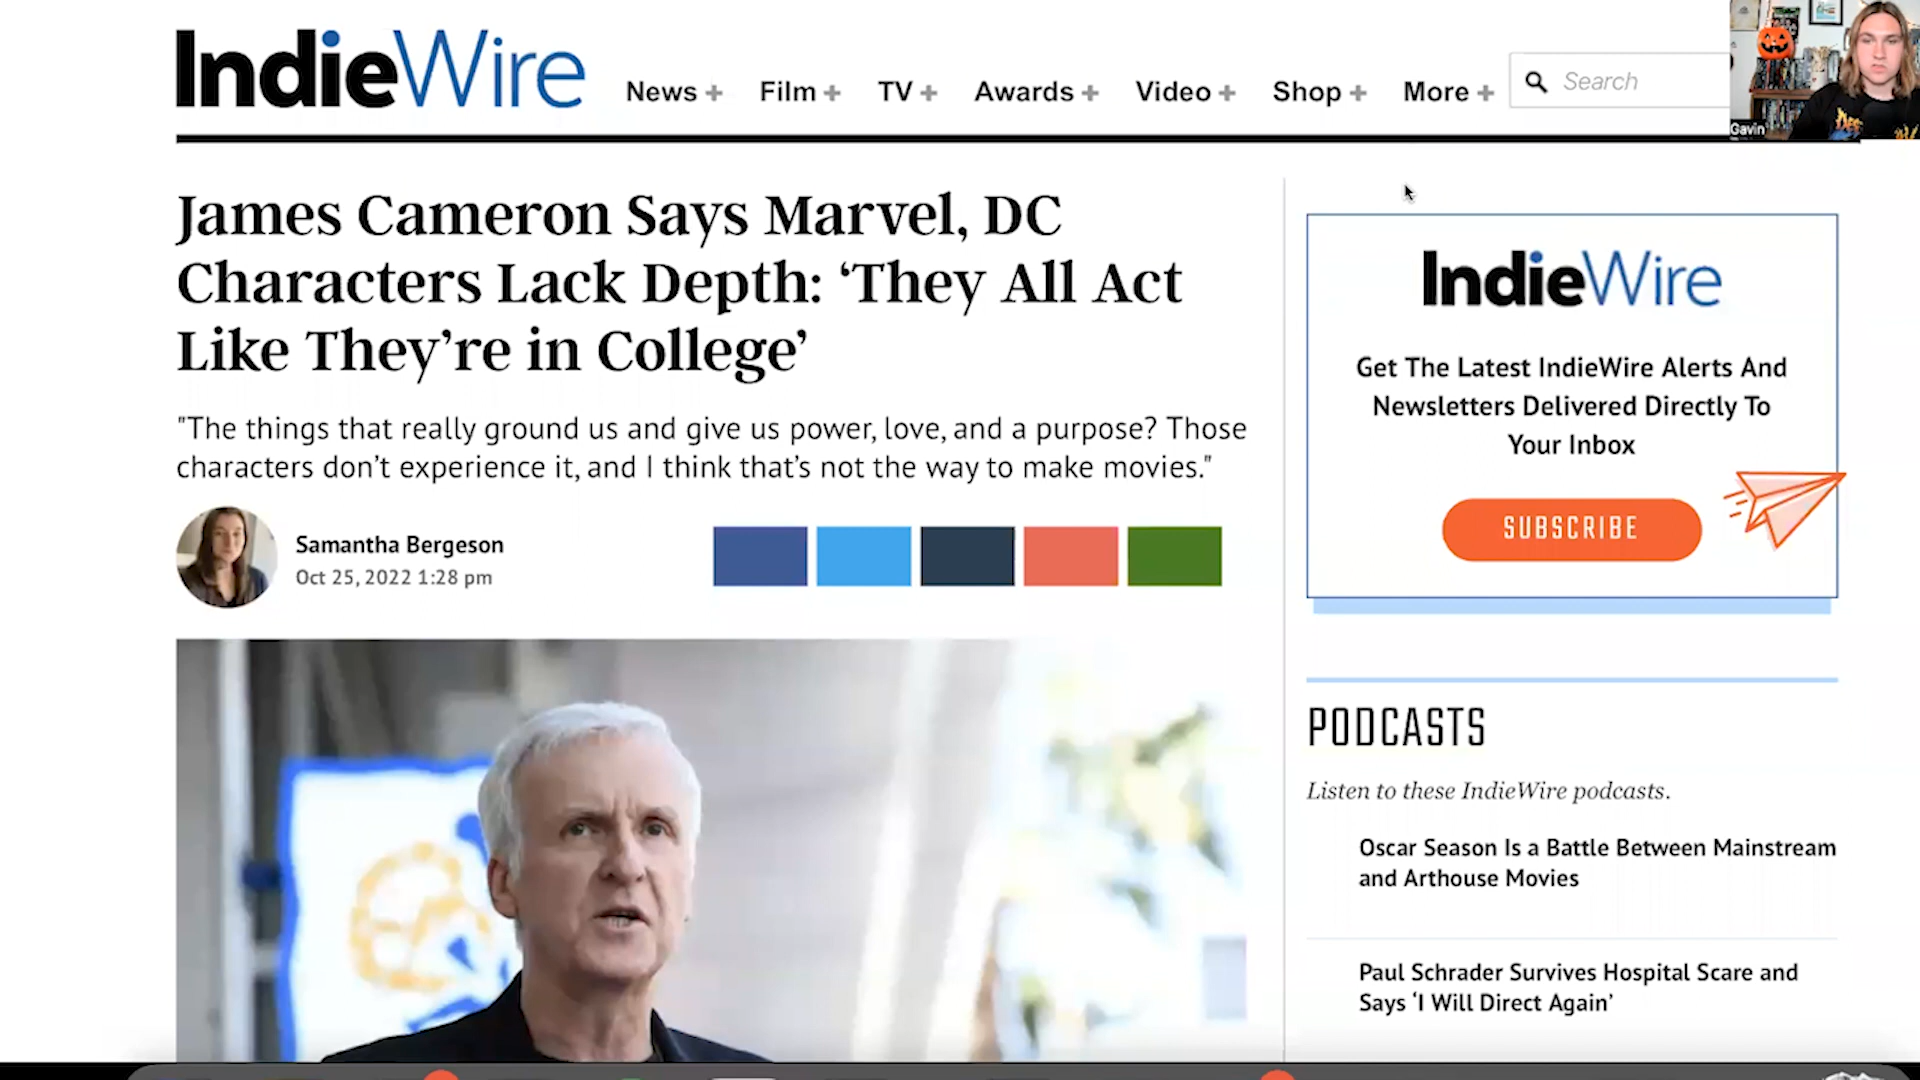 IndieWire
News + Film + TV + Awards + Video + Shop + More +
Search
Gavin
James Cameron Says Marvel, DC
Characters Lack Depth: ‘They All Act
Like They’re in College’
"The things that really ground us and give us power, love, and a purpose? Those
characters don’t experience it, and I think that’s not the way to make movies."
Samantha Bergeson
Oct 25, 2022 1:28 pm
IndieWire
Get The Latest IndieWire Alerts And
Newsletters Delivered Directly To
Your Inbox
SUBSCRIBE
PODCASTS
Listen to these IndieWire podcasts.
Oscar Season Is a Battle Between Mainstream
and Arthouse Movies
Paul Schrader Survives Hospital Scare and
Says ‘I Will Direct Again’